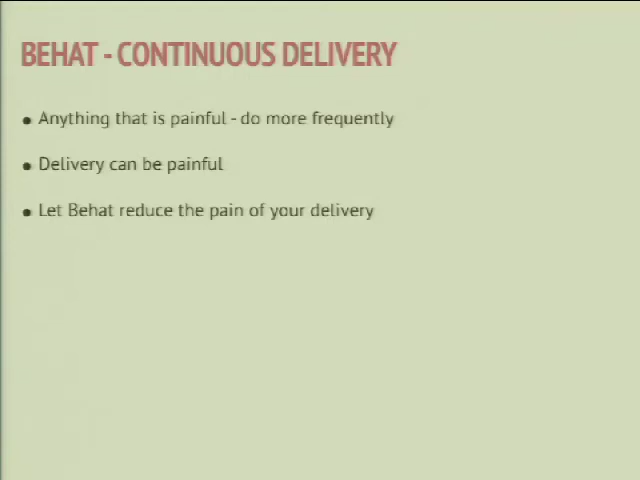 BEHAT - CONTINUOUS DELIVERY
Anything that is painful - do more frequently
Delivery can be painful
Let Behat reduce the pain of your delivery